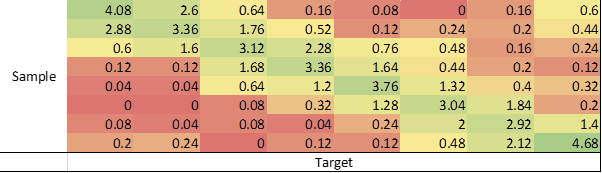 4.08 2.6 0.64 0.16 0.08 0 0.16 0.6
2.88 3.36 1.76 0.52 0.12 0.24 0.2 0.44
0.6 1.6 3.12 2.28 0.76 0.48 0.16 0.24
Sample 0.12 0.12 1.68 3.36 1.64 0.44 0.2 0.12
0.04 0.04 0.64 1.2 3.76 1.32 0.4 0.32
0 0 0.08 0.32 1.28 3.04 1.84 0.2
0.08 0.04 0.08 0.04 0.24 2 2.92 1.4
0.2 0.24 0 0.12 0.12 0.48 2.12 4.68
Target